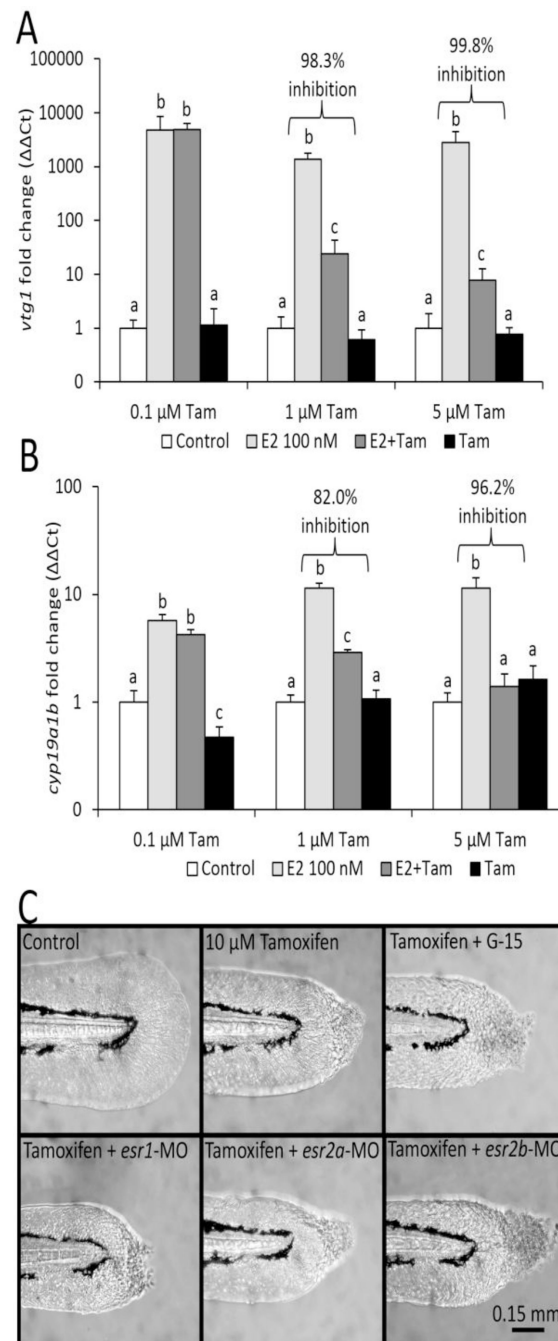 A
98.3%
inhibition
99.8%
inhibition
vtg1 fold change (ΔΔCt)
100000
10000
1000
100
10
1
0
a b b a
a b c a
a b c a
0.1 µM Tam 1 µM Tam 5 µM Tam
Control E2 100 nM E2+Tam Tam
B
82.0%
inhibition
96.2%
inhibition
cyp19a1b fold change (ΔΔCt)
100
10
1
0
a b b c
a b c a
a b a a
0.1 µM Tam 1 µM Tam 5 µM Tam
Control E2 100 nM E2+Tam Tam
C
Control
10 µM Tamoxifen
Tamoxifen + G-15
Tamoxifen + esr1-MO
Tamoxifen + esr2a-MO
Tamoxifen + esr2b-MO
0.15 mm